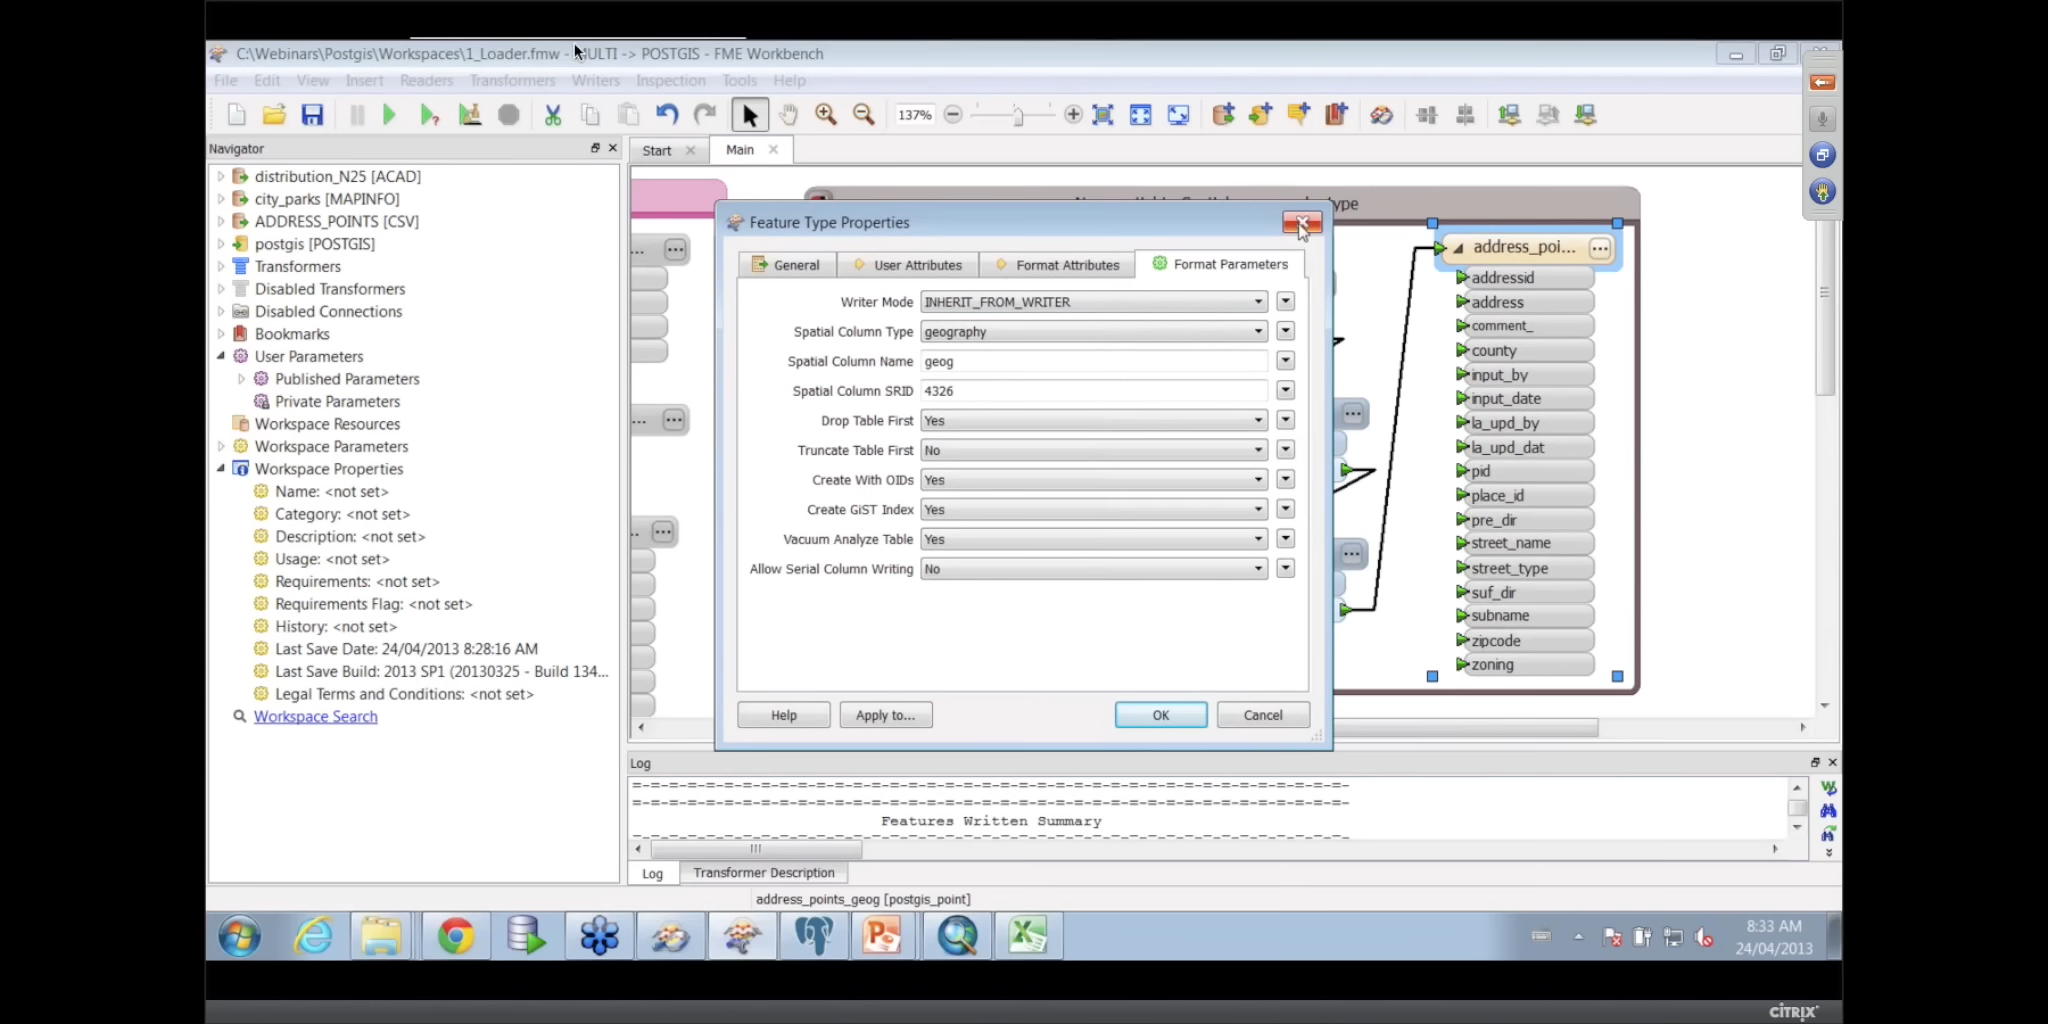 C:\Webinars\Postgis\Workspaces\1_Loader.fmw - MULTI -> POSTGIS - FME Workbench
File Edit View Insert Readers Transformers Writers Inspection Tools Help
137%
Navigator
distribution_N25 [ACAD]
city_parks [MAPINFO]
ADDRESS_POINTS [CSV]
postgis [POSTGIS]
Transformers
Disabled Transformers
Disabled Connections
Bookmarks
User Parameters
Published Parameters
Private Parameters
Workspace Resources
Workspace Parameters
Workspace Properties
Name: <not set>
Category: <not set>
Description: <not set>
Usage: <not set>
Requirements: <not set>
Requirements Flag: <not set>
History: <not set>
Last Save Date: 24/04/2013 8:28:16 AM
Last Save Build: 2013 SP1 (20130325 - Build 134...
Legal Terms and Conditions: <not set>
Workspace Search
Start Main
Feature Type Properties
General User Attributes Format Attributes Format Parameters
Writer Mode INHERIT_FROM_WRITER
Spatial Column Type geography
Spatial Column Name geog
Spatial Column SRID 4326
Drop Table First Yes
Truncate Table First No
Create With OIDs Yes
Create GiST Index Yes
Vacuum Analyze Table Yes
Allow Serial Column Writing No
Help Apply to... OK Cancel
address_poi...
addressid
address
comment_
county
input_by
input_date
la_upd_by
la_upd_dat
pid
place_id
pre_dir
street_name
street_type
suf_dir
subname
zipcode
zoning
Log
=-=-=-=-=-=-=-=-=-=-=-=-=-=-=-=-=-=-=-=-=-=-=-=-=-=-=-=-=-=-=-=-=-=-=-=-=-=-
=-=-=-=-=-=-=-=-=-=-=-=-=-=-=-=-=-=-=-=-=-=-=-=-=-=-=-=-=-=-=-=-=-=-=-=-=-=-
Features Written Summary
Log Transformer Description
address_points_geog [postgis_point]
8:33 AM
24/04/2013
CITRIX